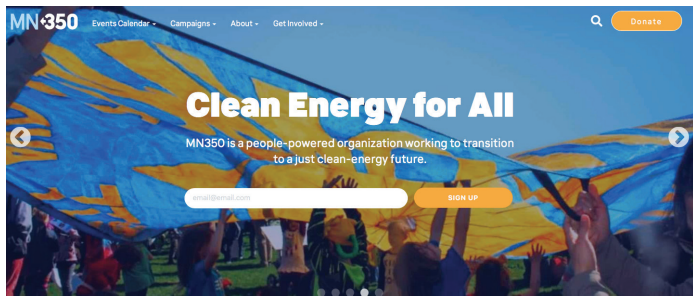 MN350
Events Calendar
Campaigns
About
Get Involved
Donate
Clean Energy for All
MN350 is a people-powered organization working to transition
to a just clean-energy future.
email@email.com
SIGN UP